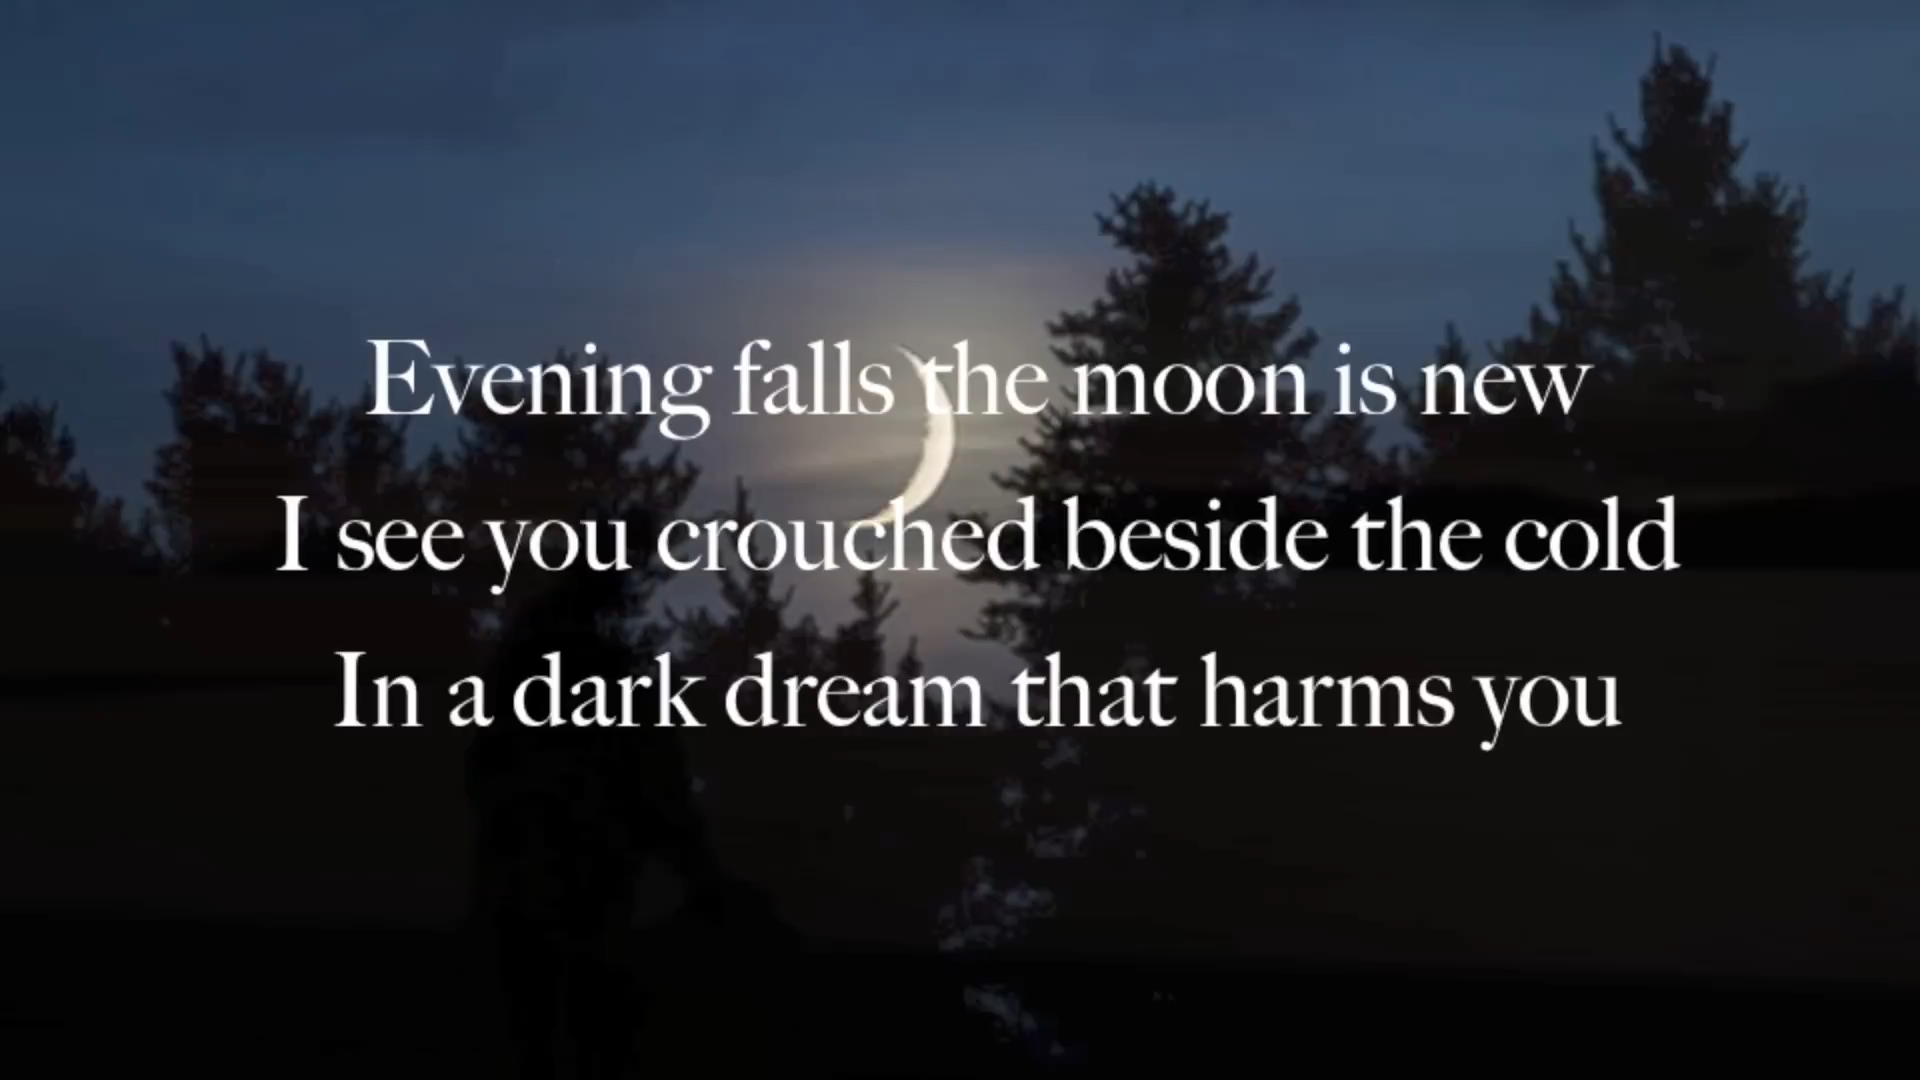 Evening falls the moon is new
I see you crouched beside the cold
In a dark dream that harms you